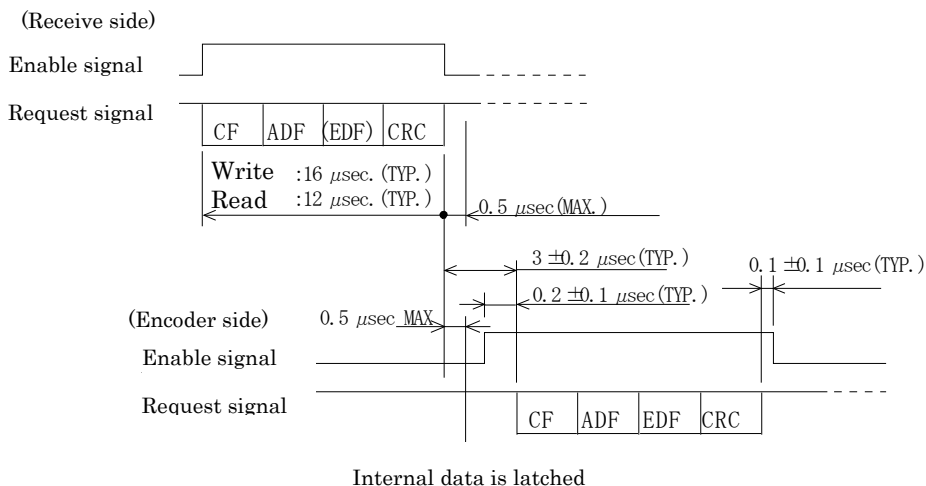 (Receive side)
Enable signal
Request signal
CF ADF (EDF) CRC
Write :16 μsec.(TYP.)
Read :12 μsec.(TYP.)
0.5 μsec(MAX.)
3 ±0.2 μsec(TYP.)
0.1 ±0.1 μsec(TYP.)
0.2 ±0.1 μsec(TYP.)
(Encoder side)
0.5 μsec MAX
Enable signal
Request signal
CF ADF EDF CRC
Internal data is latched